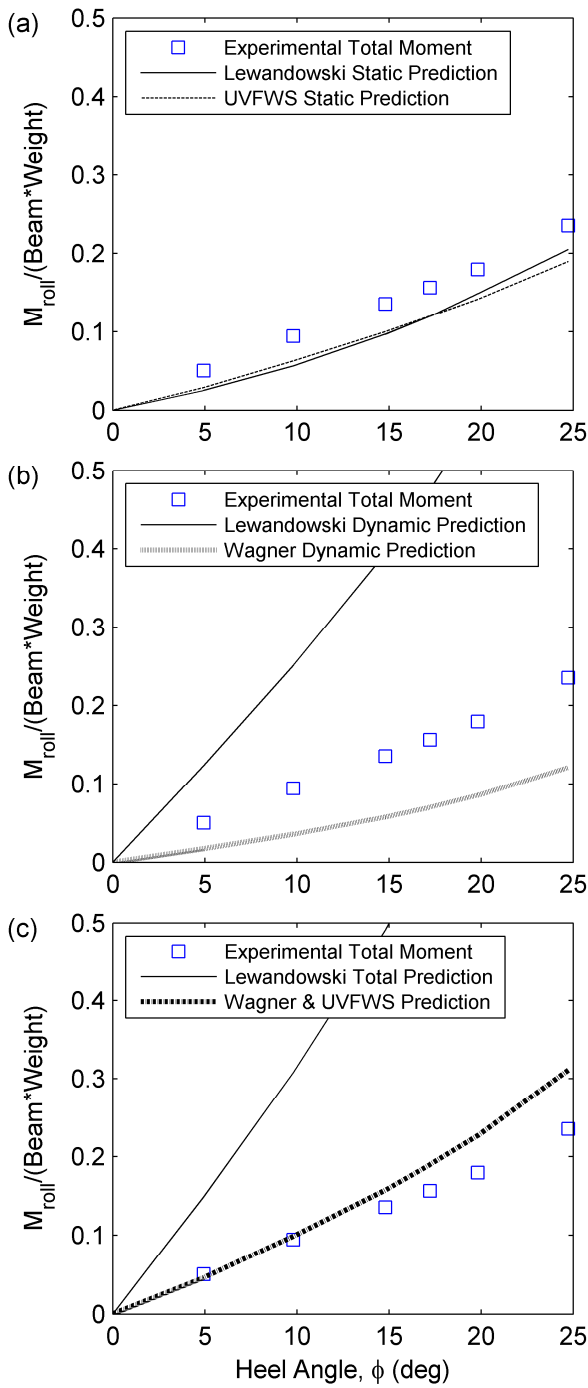 (a)
0.5
0.4
0.3
0.2
0.1
0
M_roll/(Beam*Weight)
Experimental Total Moment
Lewandowski Static Prediction
UVFWS Static Prediction
0 5 10 15 20 25
(b)
0.5
0.4
0.3
0.2
0.1
0
M_roll/(Beam*Weight)
Experimental Total Moment
Lewandowski Dynamic Prediction
Wagner Dynamic Prediction
0 5 10 15 20 25
(c)
0.5
0.4
0.3
0.2
0.1
0
M_roll/(Beam*Weight)
Experimental Total Moment
Lewandowski Total Prediction
Wagner & UVFWS Prediction
0 5 10 15 20 25
Heel Angle, ϕ (deg)